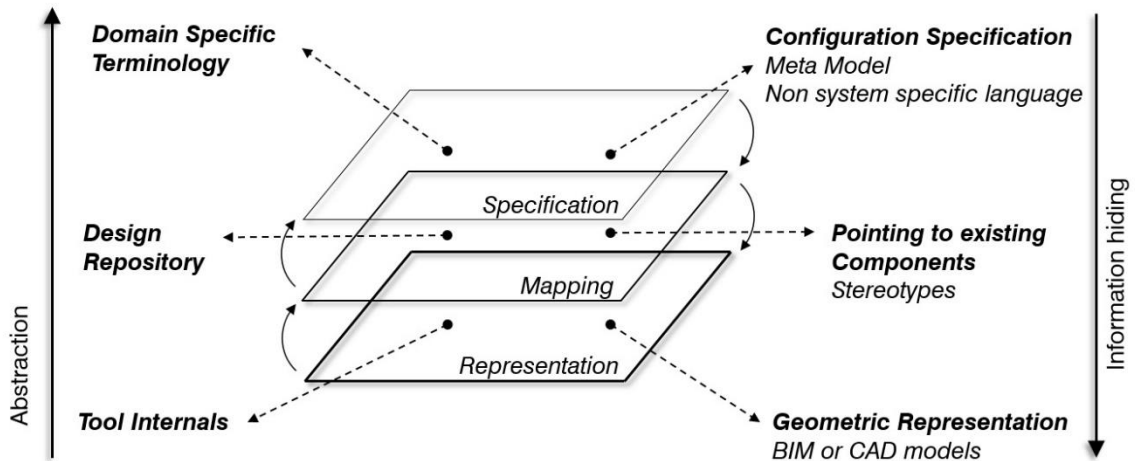 Domain Specific
Terminology
Configuration Specification
Meta Model
Non system specific language
Specification
Design
Repository
Pointing to existing
Components
Stereotypes
Mapping
Representation
Tool Internals
Geometric Representation
BIM or CAD models
Abstraction
Information hiding